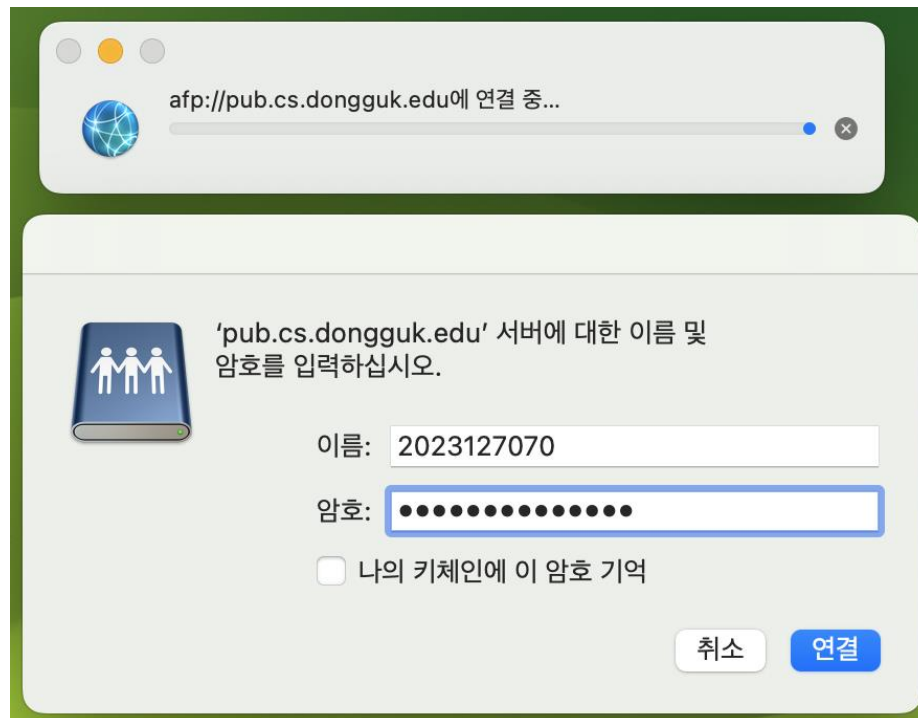 afp://pub.cs.dongguk.edu에 연결 중...
‘pub.cs.dongguk.edu’ 서버에 대한 이름 및
암호를 입력하십시오.
이름: 2023127070
암호: ●●●●●●●●●●●●●●
나의 키체인에 이 암호 기억
취소 연결